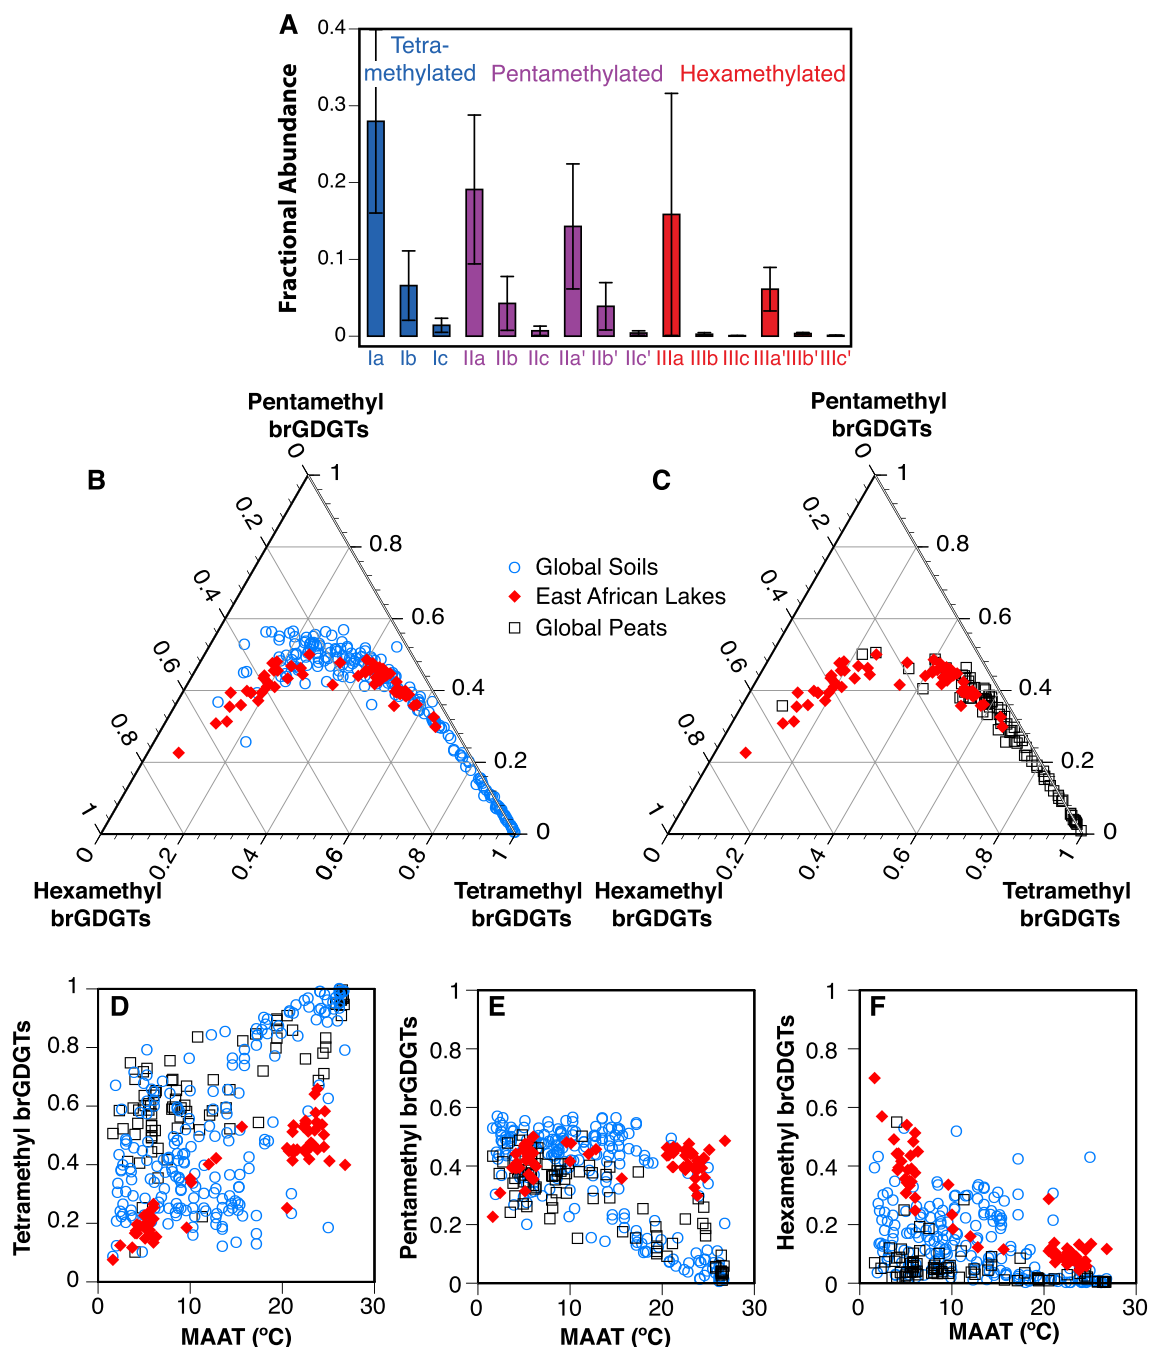 A
0.4
0.3
0.2
0.1
0
Fractional Abundance
Tetra-
methylated
Pentamethylated
Hexamethylated
Ia Ib Ic IIa IIb IIc IIa' IIb' IIc' IIIa IIIb IIIc IIIa' IIIb' IIIc'
B
Pentamethyl
brGDGTs
0 0.2 0.4 0.6 0.8 1
1 0.8 0.6 0.4 0.2 0
0 0.2 0.4 0.6 0.8 1
Hexamethyl
brGDGTs
Tetramethyl
brGDGTs
Global Soils
East African Lakes
Global Peats
C
Pentamethyl
brGDGTs
0 0.2 0.4 0.6 0.8 1
1 0.8 0.6 0.4 0.2 0
0 0.2 0.4 0.6 0.8 1
Hexamethyl
brGDGTs
Tetramethyl
brGDGTs
D
Tetramethyl brGDGTs
1
0.8
0.6
0.4
0.2
0
0 10 20 30
MAAT (ºC)
E
Pentamethyl brGDGTs
1
0.8
0.6
0.4
0.2
0
0 10 20 30
MAAT (ºC)
F
Hexamethyl brGDGTs
1
0.8
0.6
0.4
0.2
0
0 10 20 30
MAAT (ºC)